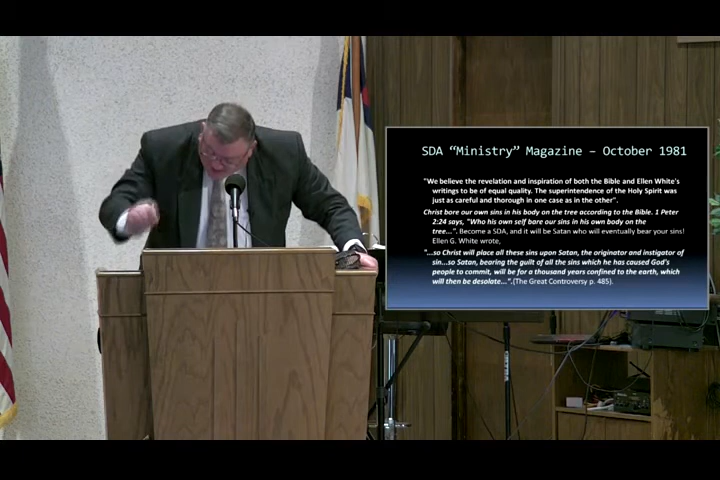 SDA “Ministry” Magazine – October 1981
"We believe the revelation and inspiration of both the Bible and Ellen White's
writings to be of equal quality. The superintendence of the Holy Spirit was
just as careful and thorough in one case as in the other".
Christ bore our own sins in his body on the tree according to the Bible. 1 Peter
2:24 says, "Who his own self bare our sins in his own body on the
tree...". Become a SDA, and it will be Satan who will eventually bear your sins!
Ellen G. White wrote,
"...so Christ will place all these sins upon Satan, the originator and instigator of
sin...so Satan, bearing the guilt of all the sins which he has caused God's
people to commit, will be for a thousand years confined to the earth, which
will then be desolate...".(The Great Controversy p. 485).